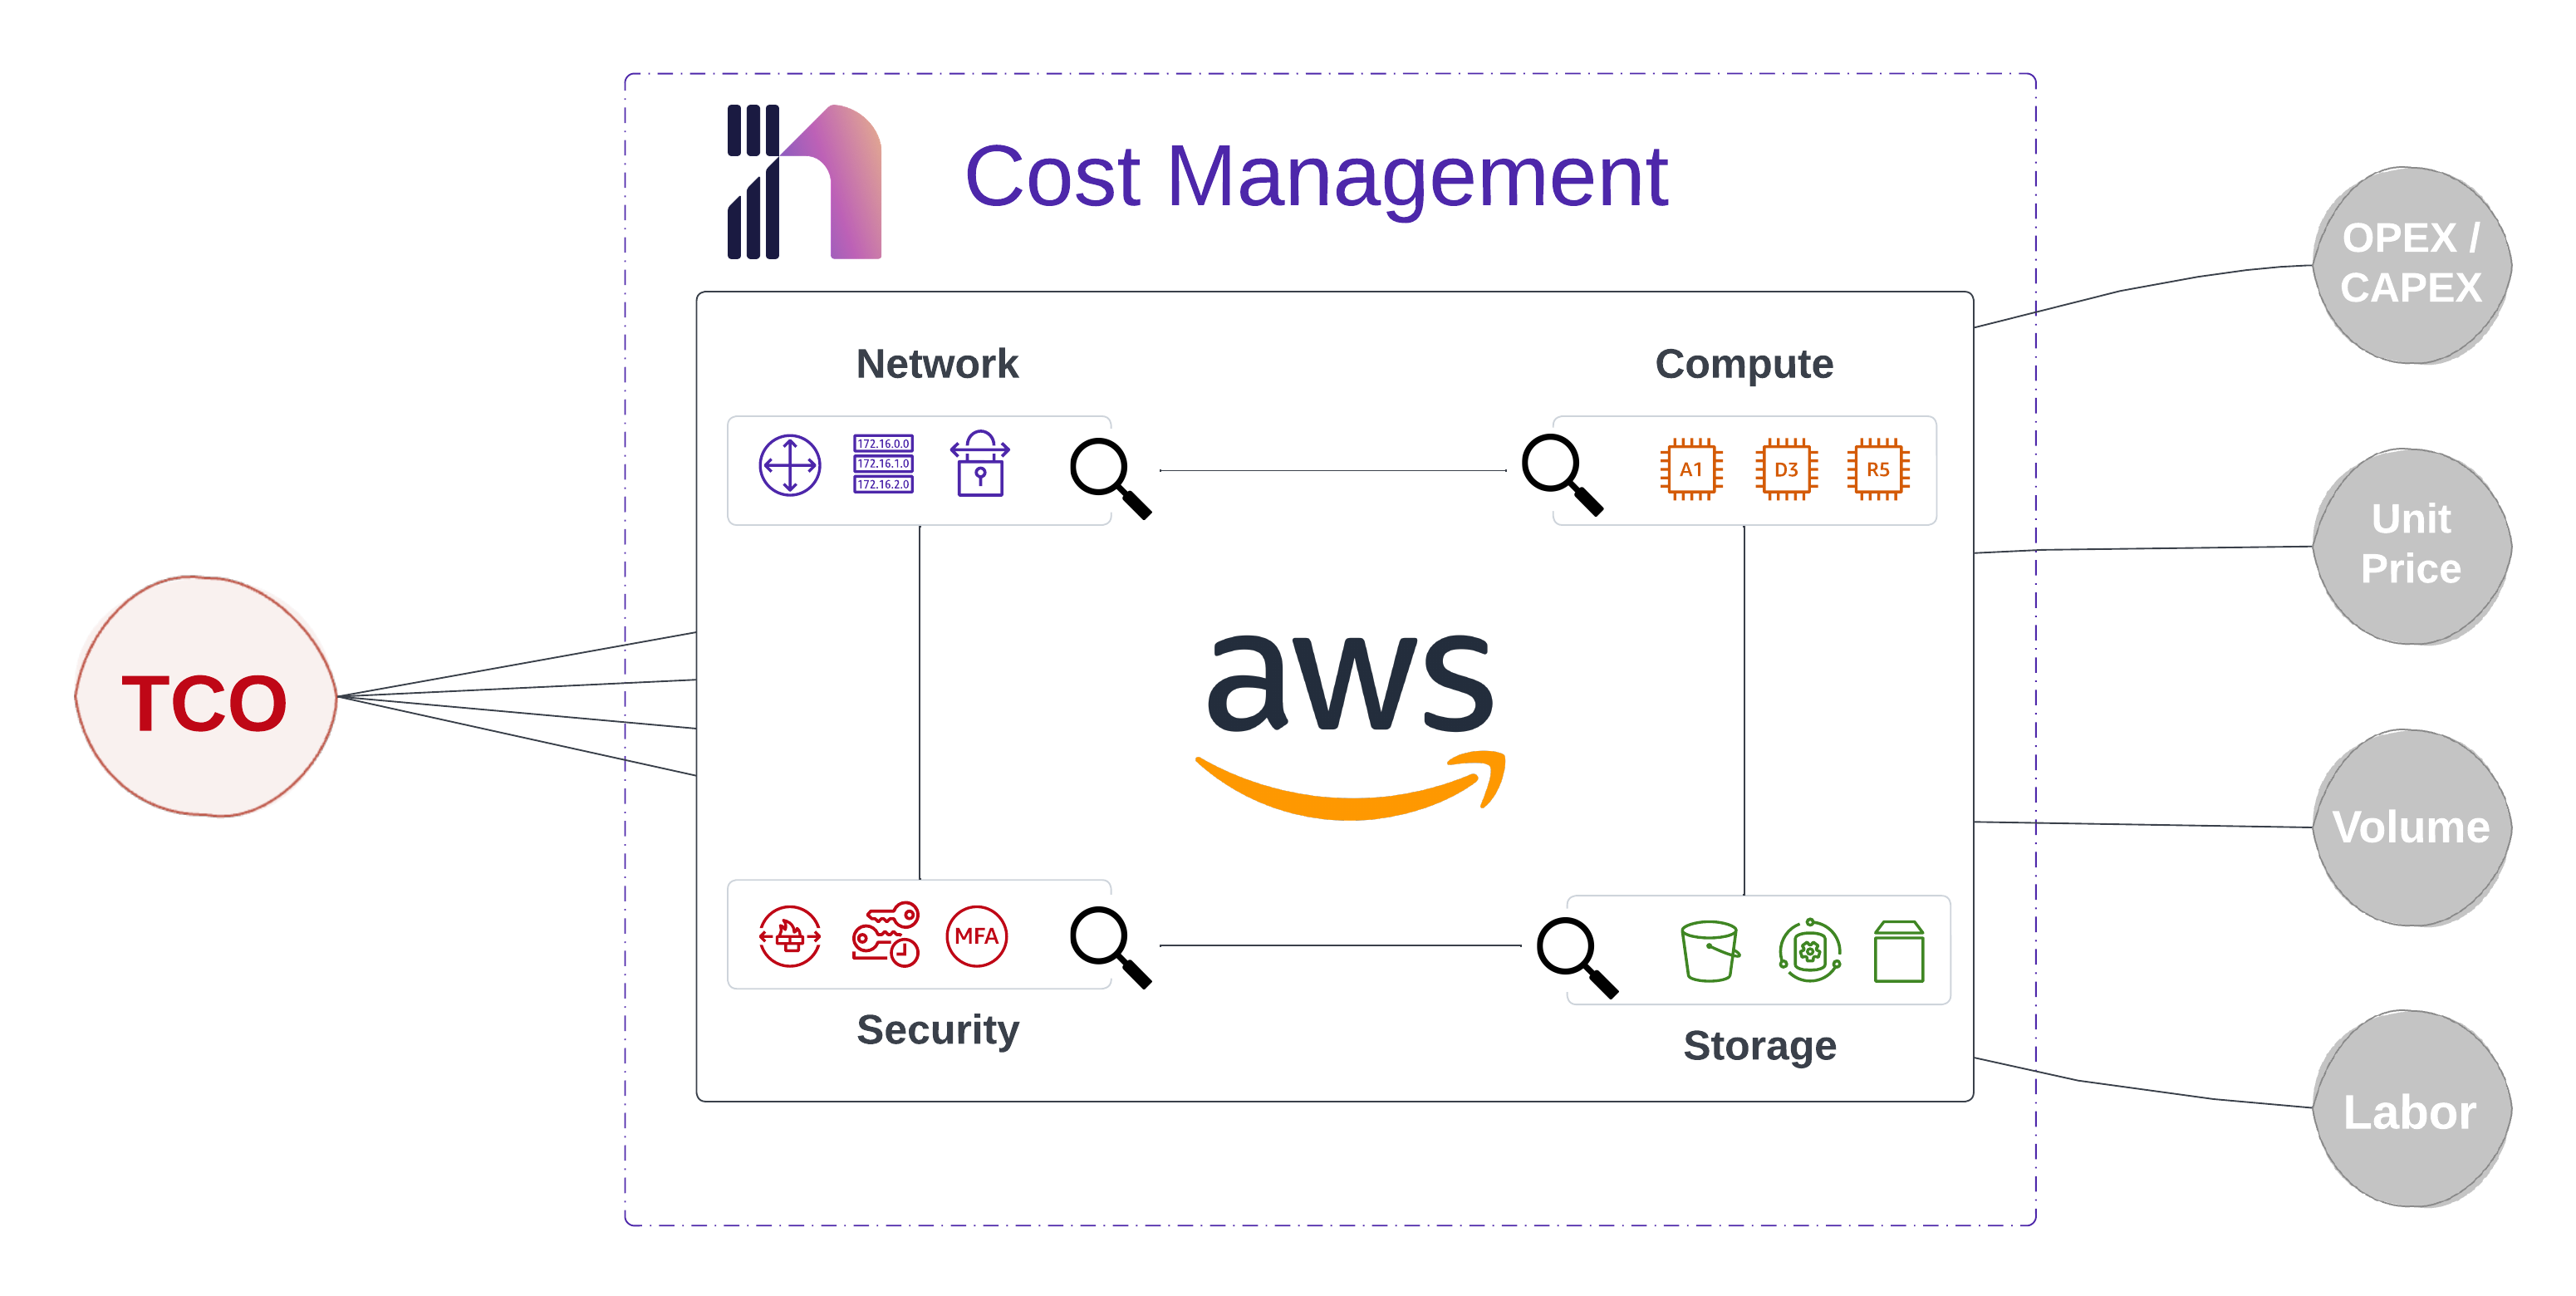 Cost Management
OPEX /
CAPEX
Network
Compute
172.16.0.0
172.16.1.0
172.16.2.0
A1
D3
R5
Unit
Price
TCO
aws
Volume
MFA
Security
Storage
Labor